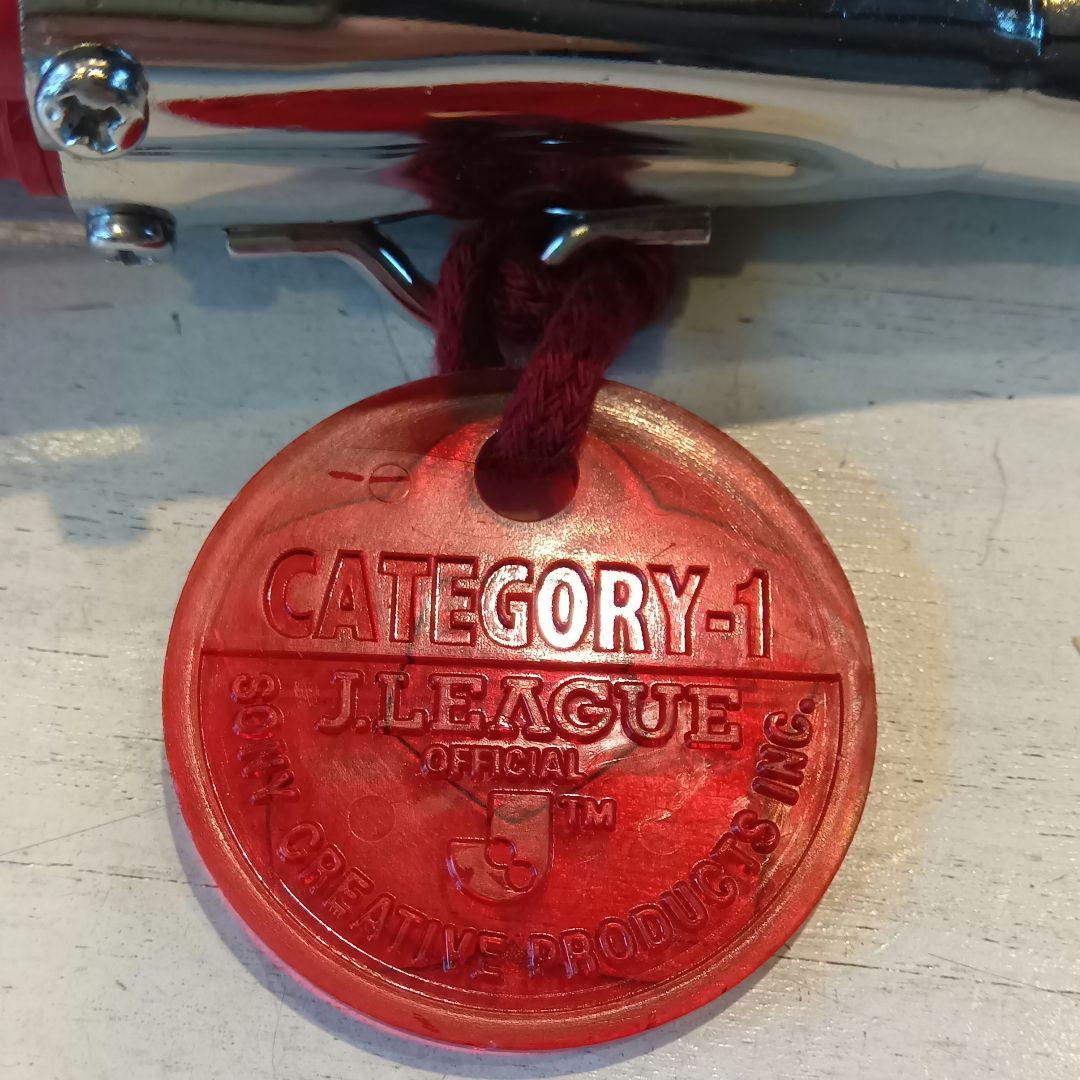 CATEGORY-1
J.LEAGUE
OFFICIAL
TM
SONY CREATIVE PRODUCTS INC.